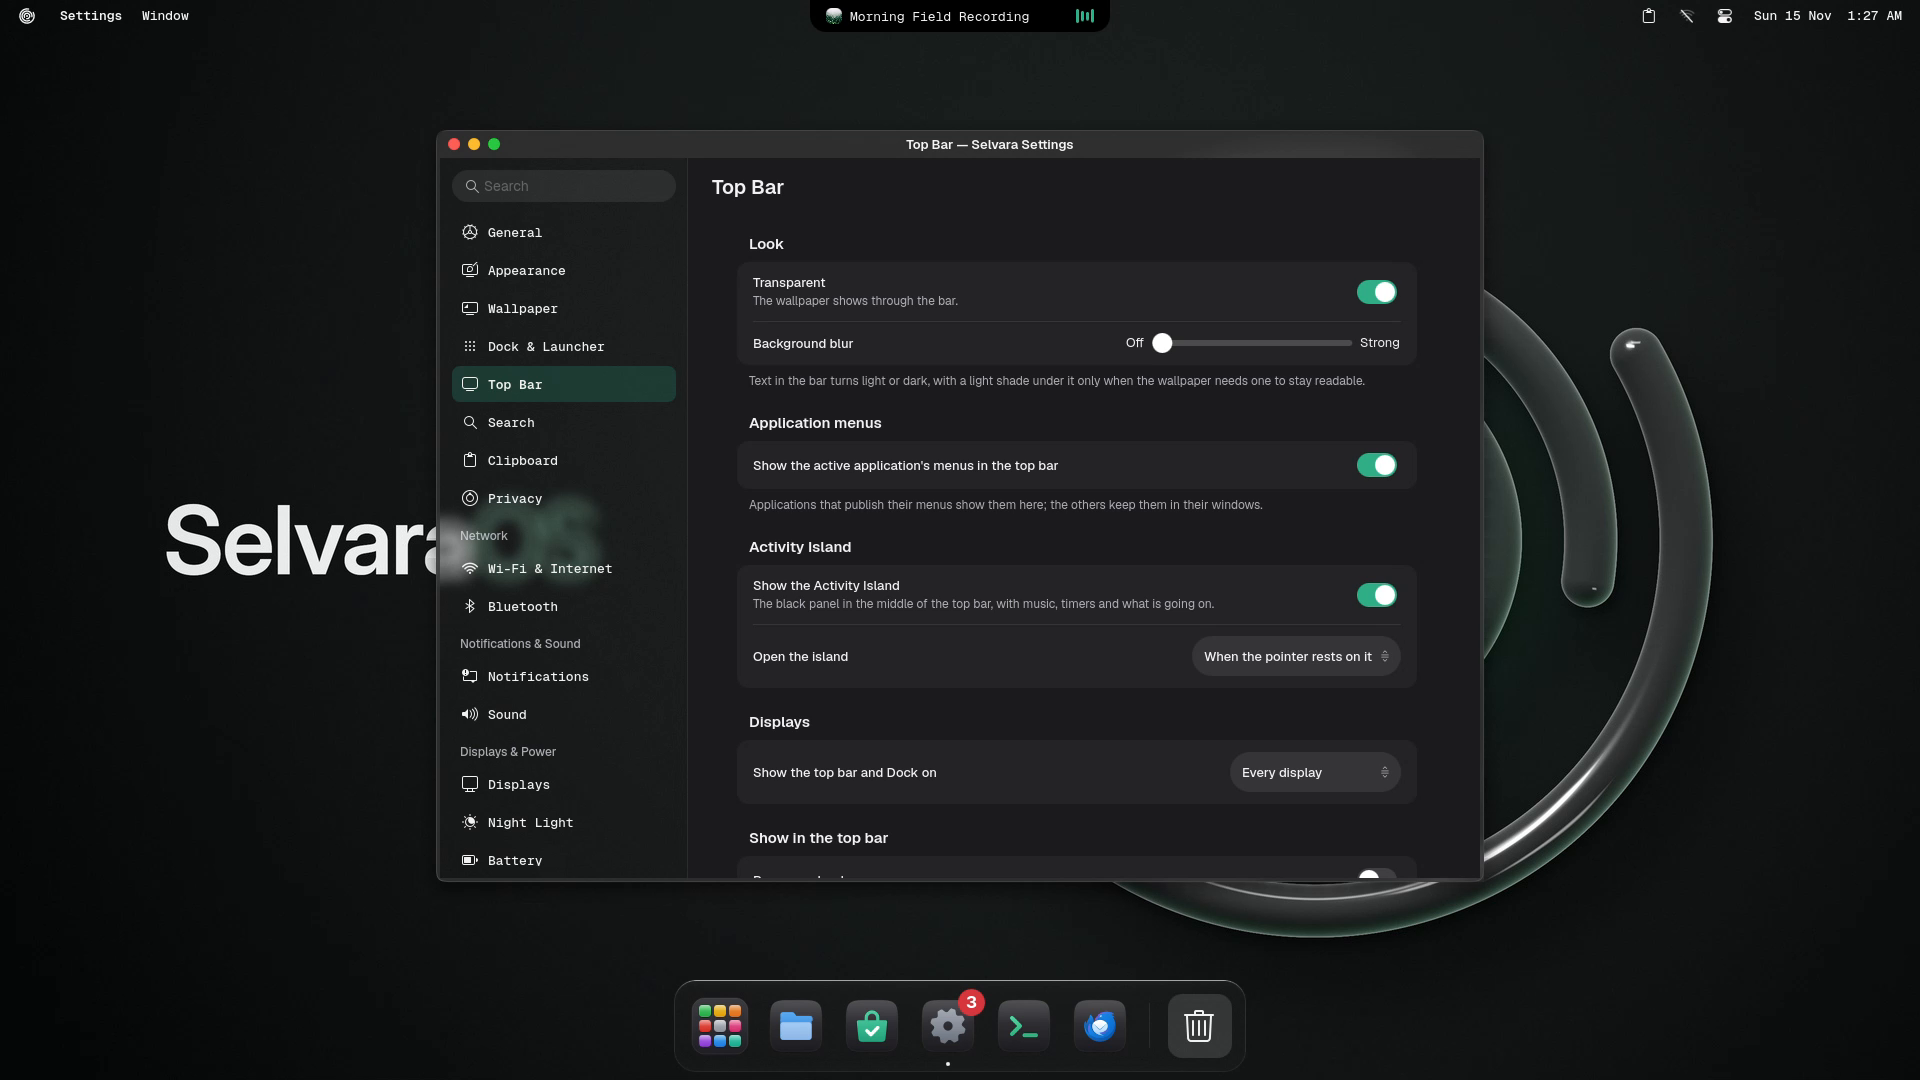 Settings Window
Morning Field Recording
Sun 15 Nov 1:27 AM
Top Bar — Selvara Settings
Search
General
Appearance
Wallpaper
Dock & Launcher
Top Bar
Search
Clipboard
Privacy
Network
Wi-Fi & Internet
Bluetooth
Notifications & Sound
Notifications
Sound
Displays & Power
Displays
Night Light
Battery
Top Bar
Look
Transparent
The wallpaper shows through the bar.
Background blur Off Strong
Text in the bar turns light or dark, with a light shade under it only when the wallpaper needs one to stay readable.
Application menus
Show the active application's menus in the top bar
Applications that publish their menus show them here; the others keep them in their windows.
Activity Island
Show the Activity Island
The black panel in the middle of the top bar, with music, timers and what is going on.
Open the island When the pointer rests on it
Displays
Show the top bar and Dock on Every display
Show in the top bar
SelvaraOS
3